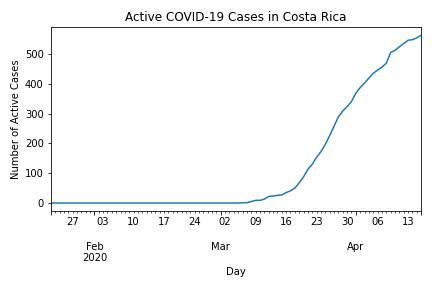 Active COVID-19 Cases in Costa Rica
Number of Active Cases
500
400
300
200
100
0
27 03 10 17 24 02 09 16 23 30 06 13
Feb Mar Apr
2020
Day